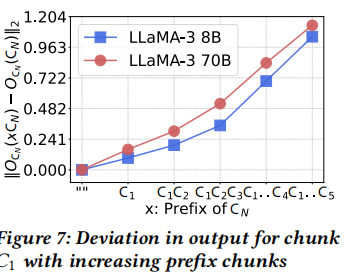 1.204
0.963
0.722
0.482
0.241
0.000
‖O_{C_N}(xC_N) − O_{C_N}(C_N)‖₂
LLaMA-3 8B
LLaMA-3 70B
"" C₁ C₁C₂ C₁C₂C₃ C₁..C₄ C₁..C₅
x: Prefix of C_N
Figure 7: Deviation in output for chunk
C₁ with increasing prefix chunks